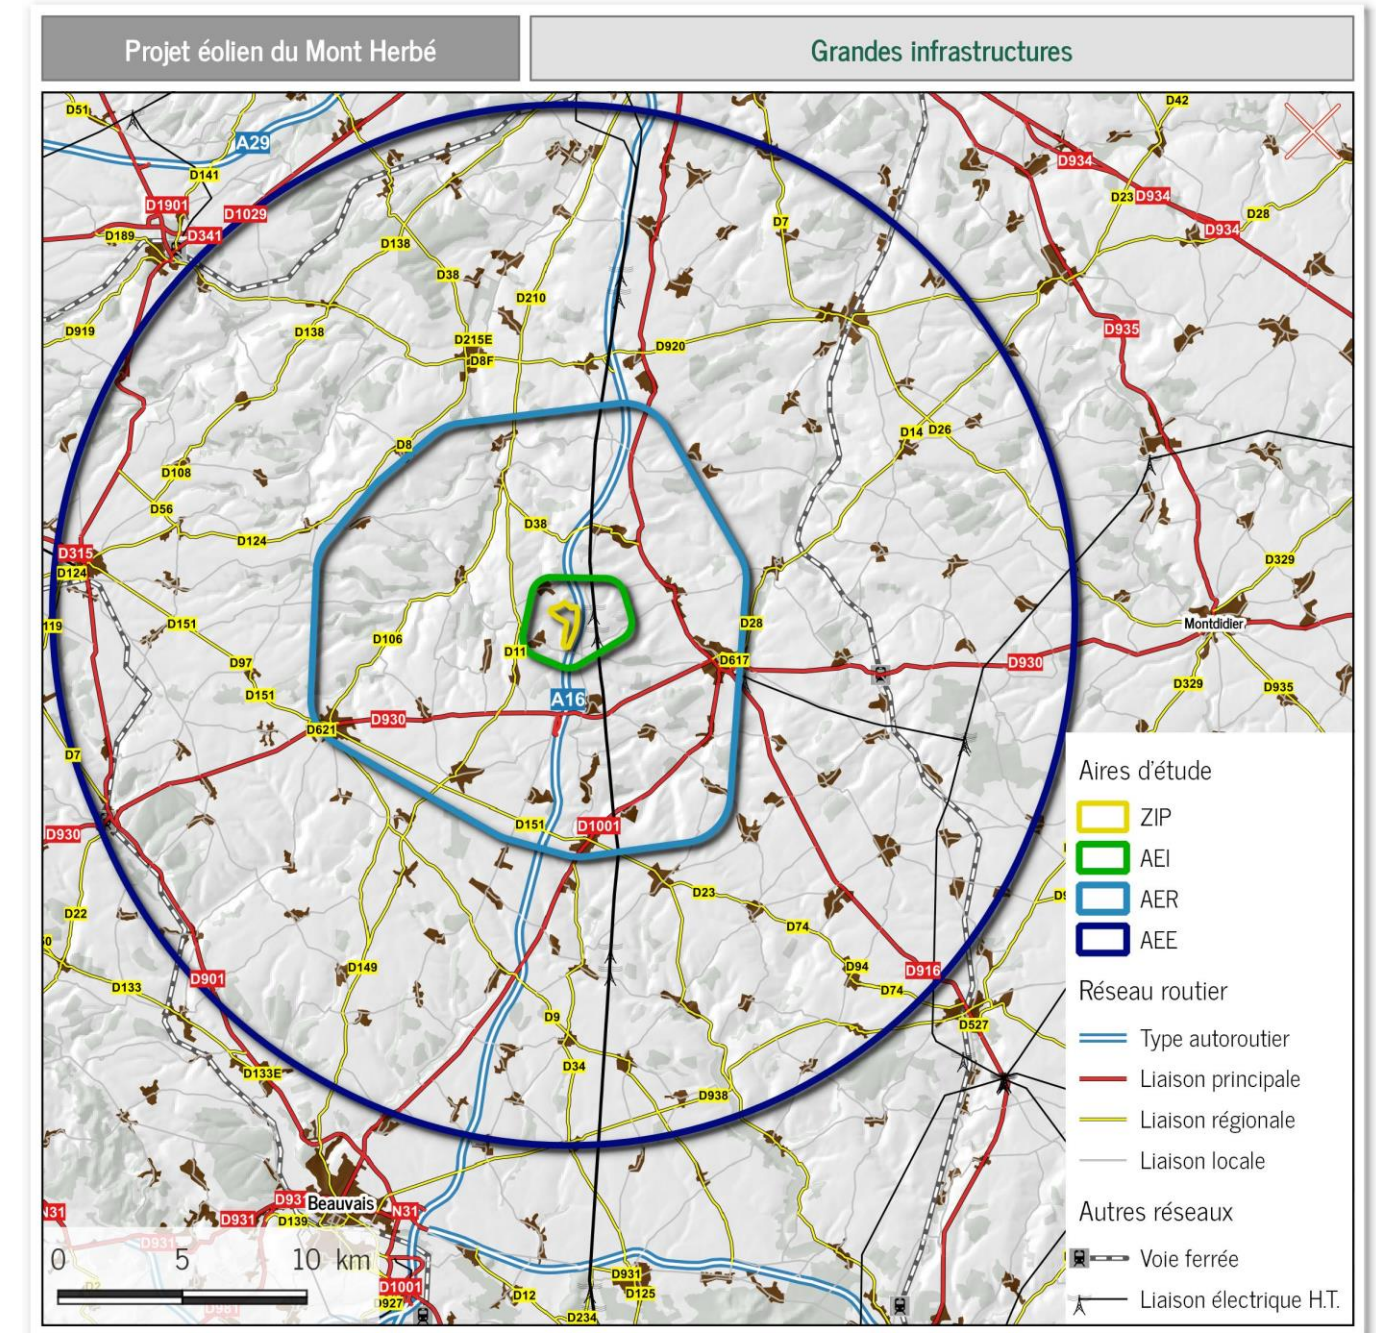 Projet éolien du Mont Herbé
Grandes infrastructures
D51
D42
A29
D934
D141
D23
D934
D1901
D1029
D28
D7
D934
D189
D341
D138
D38
D210
D919
D138
D935
D215E
D920
D8F
D14
D26
D8
D108
D56
D38
D124
D315
D329
D124
119
D151
D106
D28
Montdidier
D11
D97
D617
D930
D151
A16
D329
D935
D930
D621
D7
D151
D1001
D930
D23
D22
D74
D149
D94
D916
D901
D133
D74
D9
D527
D34
D133E
D938
D931
Beauvais
N31
N31
D931
D139
D931
D931
D1001
D125
D12
D927
D234
0 5 10 km
Aires d'étude
ZIP
AEI
AER
AEE
Réseau routier
Type autoroutier
Liaison principale
Liaison régionale
Liaison locale
Autres réseaux
Voie ferrée
Liaison électrique H.T.